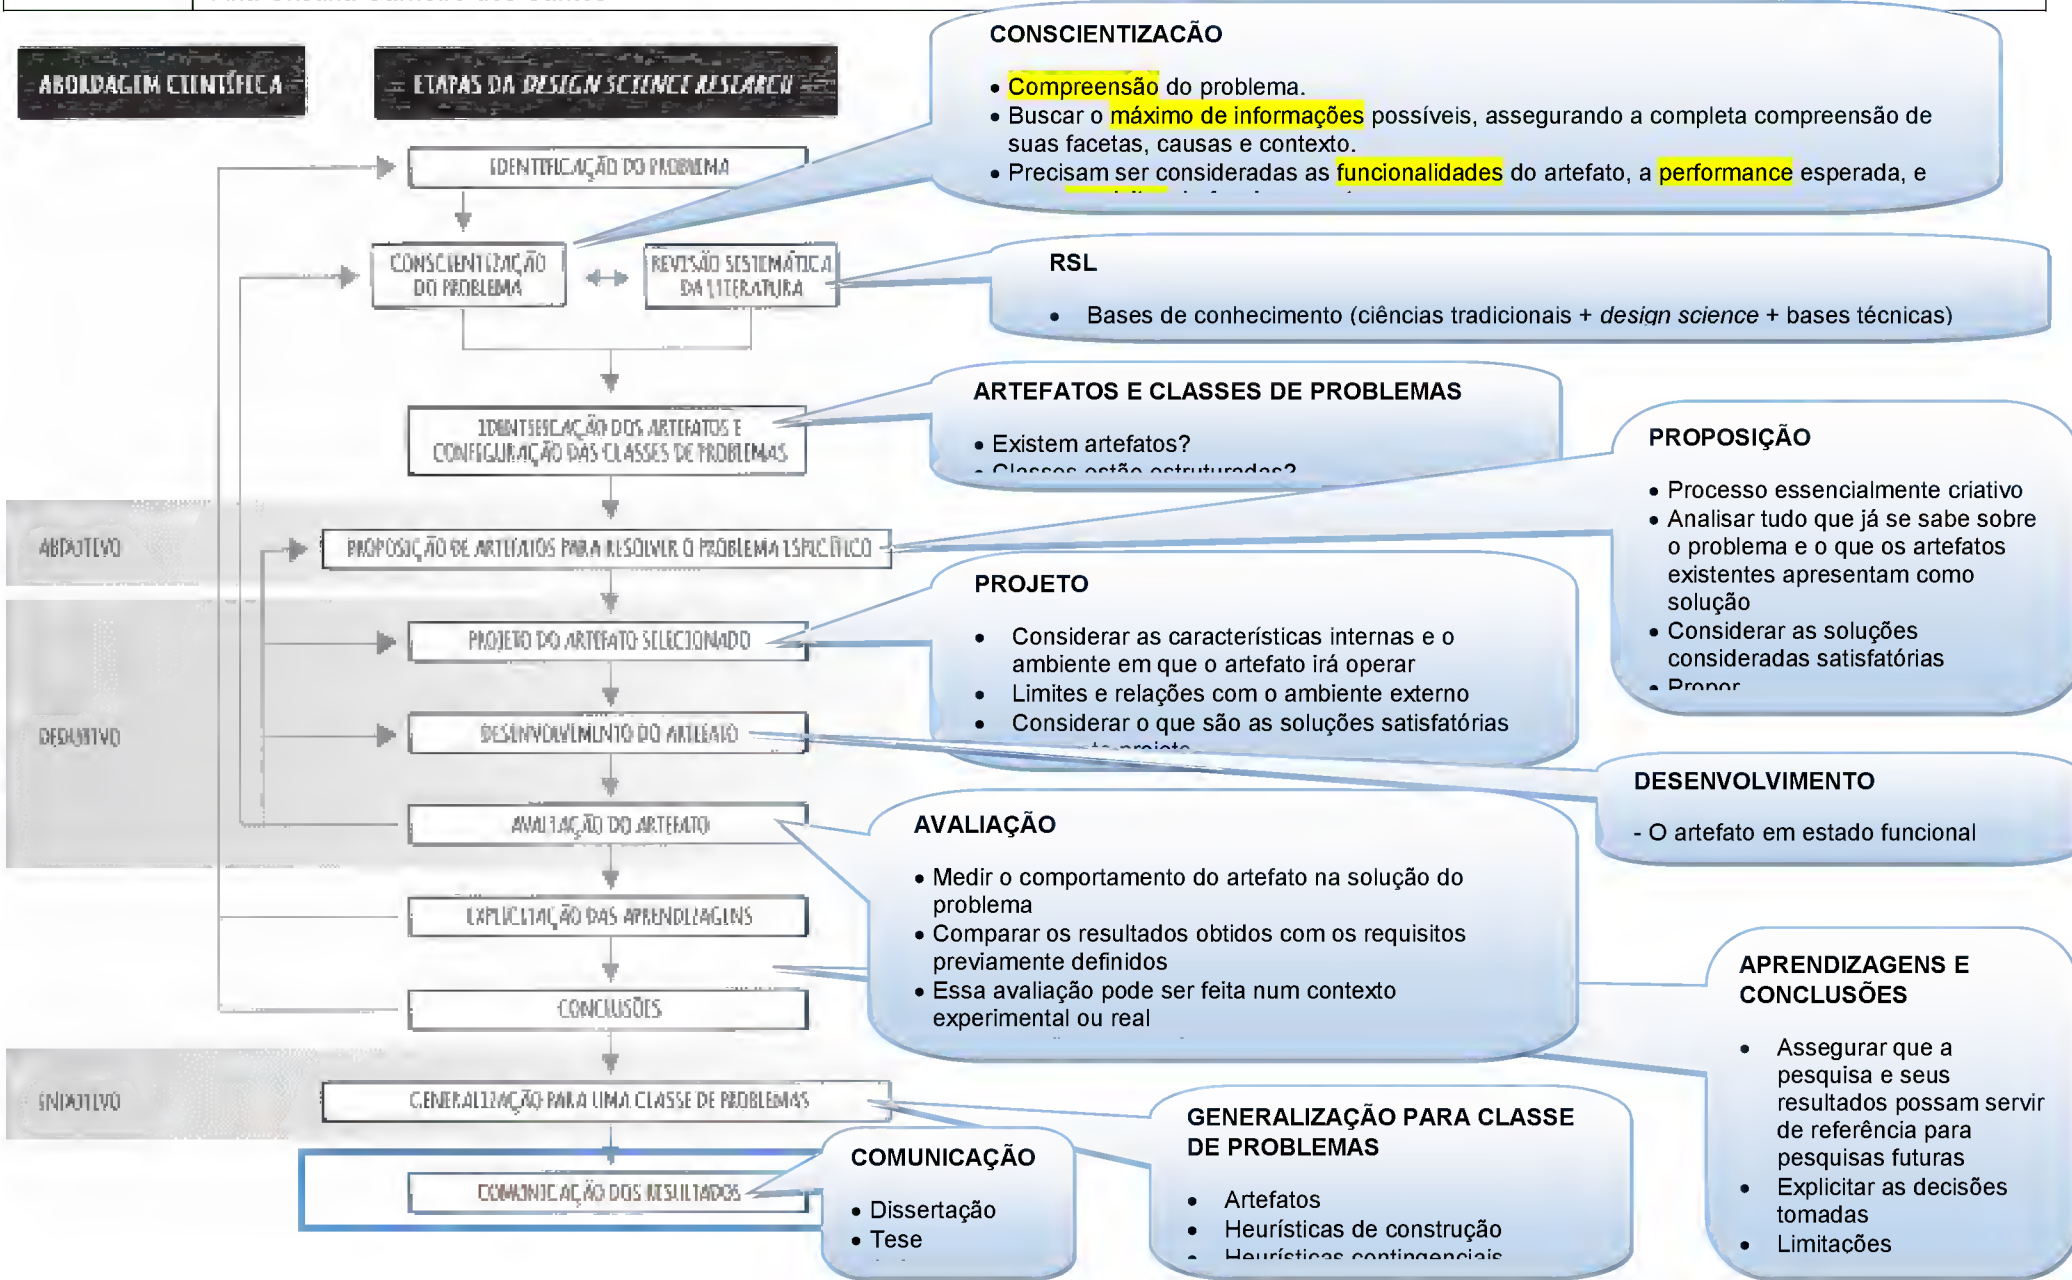 ABORDAGEM CIENTÍFICA
ETAPAS DA DESIGN SCIENCE RESEARCH
IDENTIFICAÇÃO DO PROBLEMA
CONSCIENTIZAÇÃO
DO PROBLEMA
REVISÃO SISTEMÁTICA
DA LITERATURA
IDENTIFICAÇÃO DOS ARTEFATOS E
CONFIGURAÇÃO DAS CLASSES DE PROBLEMAS
ABDUTIVO
PROPOSIÇÃO DE ARTEFATOS PARA RESOLVER O PROBLEMA ESPECÍFICO
PROJETO DO ARTEFATO SELECIONADO
DEDUTIVO
DESENVOLVIMENTO DO ARTEFATO
AVALIAÇÃO DO ARTEFATO
EXPLICITAÇÃO DAS APRENDIZAGENS
CONCLUSÕES
INDUTIVO
GENERALIZAÇÃO PARA UMA CLASSE DE PROBLEMAS
COMUNICAÇÃO DOS RESULTADOS
CONSCIENTIZACÃO
• Compreensão do problema.
• Buscar o máximo de informações possíveis, assegurando a completa compreensão de
suas facetas, causas e contexto.
• Precisam ser consideradas as funcionalidades do artefato, a performance esperada, e
RSL
• Bases de conhecimento (ciências tradicionais + design science + bases técnicas)
ARTEFATOS E CLASSES DE PROBLEMAS
• Existem artefatos?
• Classes estão estruturadas?
PROPOSIÇÃO
• Processo essencialmente criativo
• Analisar tudo que já se sabe sobre
o problema e o que os artefatos
existentes apresentam como
solução
• Considerar as soluções
consideradas satisfatórias
• Propor
PROJETO
• Considerar as características internas e o
ambiente em que o artefato irá operar
• Limites e relações com o ambiente externo
• Considerar o que são as soluções satisfatórias
projeto
DESENVOLVIMENTO
- O artefato em estado funcional
AVALIAÇÃO
• Medir o comportamento do artefato na solução do
problema
• Comparar os resultados obtidos com os requisitos
previamente definidos
• Essa avaliação pode ser feita num contexto
experimental ou real
APRENDIZAGENS E
CONCLUSÕES
• Assegurar que a
pesquisa e seus
resultados possam servir
de referência para
pesquisas futuras
• Explicitar as decisões
tomadas
• Limitações
GENERALIZAÇÃO PARA CLASSE
DE PROBLEMAS
• Artefatos
• Heurísticas de construção
• Heurísticas contingenciais
COMUNICAÇÃO
• Dissertação
• Tese